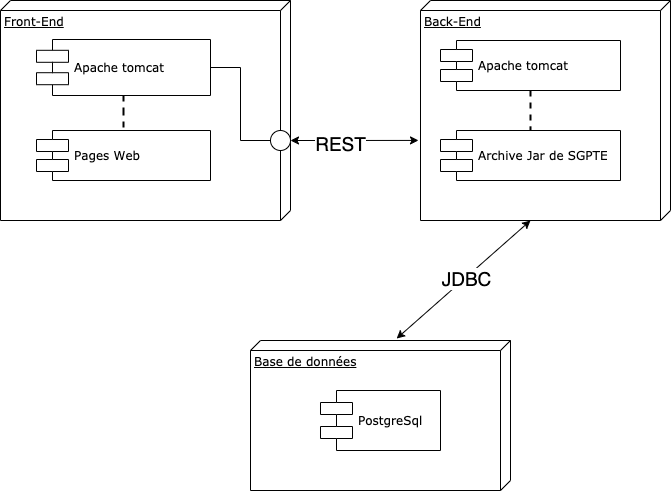 Front-End
Apache tomcat
Pages Web
REST
Back-End
Apache tomcat
Archive Jar de SGPTE
JDBC
Base de données
PostgreSql